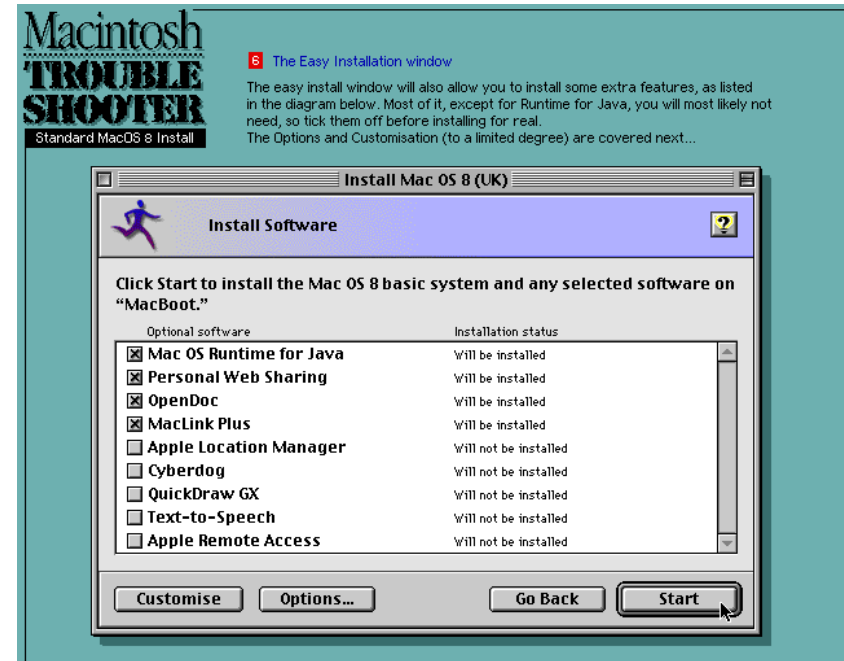 Macintosh
TROUBLE
SHOOTER
Standard MacOS 8 Install
6 The Easy Installation window
The easy install window will also allow you to install some extra features, as listed
in the diagram below. Most of it, except for Runtime for Java, you will most likely not
need, so tick them off before installing for real.
The Options and Customisation (to a limited degree) are covered next...
Install Mac OS 8 (UK)
Install Software
?
Click Start to install the Mac OS 8 basic system and any selected software on
“MacBoot.”
Optional software Installation status
Mac OS Runtime for Java Will be installed
Personal Web Sharing Will be installed
OpenDoc Will be installed
MacLink Plus Will be installed
Apple Location Manager Will not be installed
Cyberdog Will not be installed
QuickDraw GX Will not be installed
Text-to-Speech Will not be installed
Apple Remote Access Will not be installed
Customise Options... Go Back Start